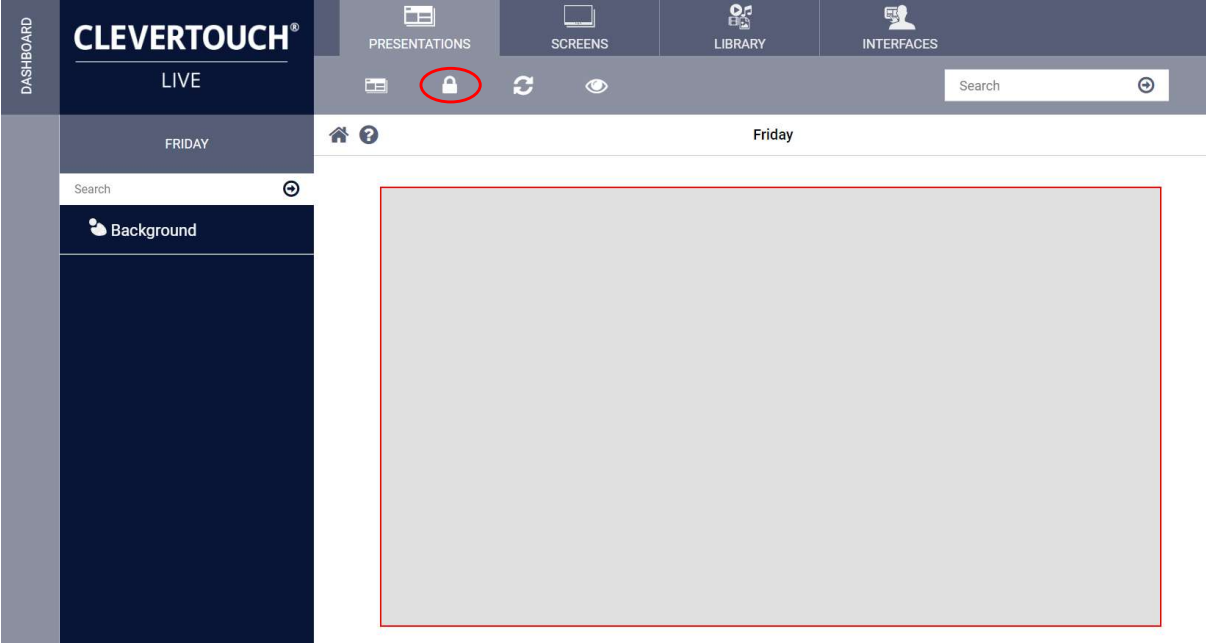 DASHBOARD
CLEVERTOUCH®
LIVE
PRESENTATIONS
SCREENS
LIBRARY
INTERFACES
Search
FRIDAY
Friday
Search
Background